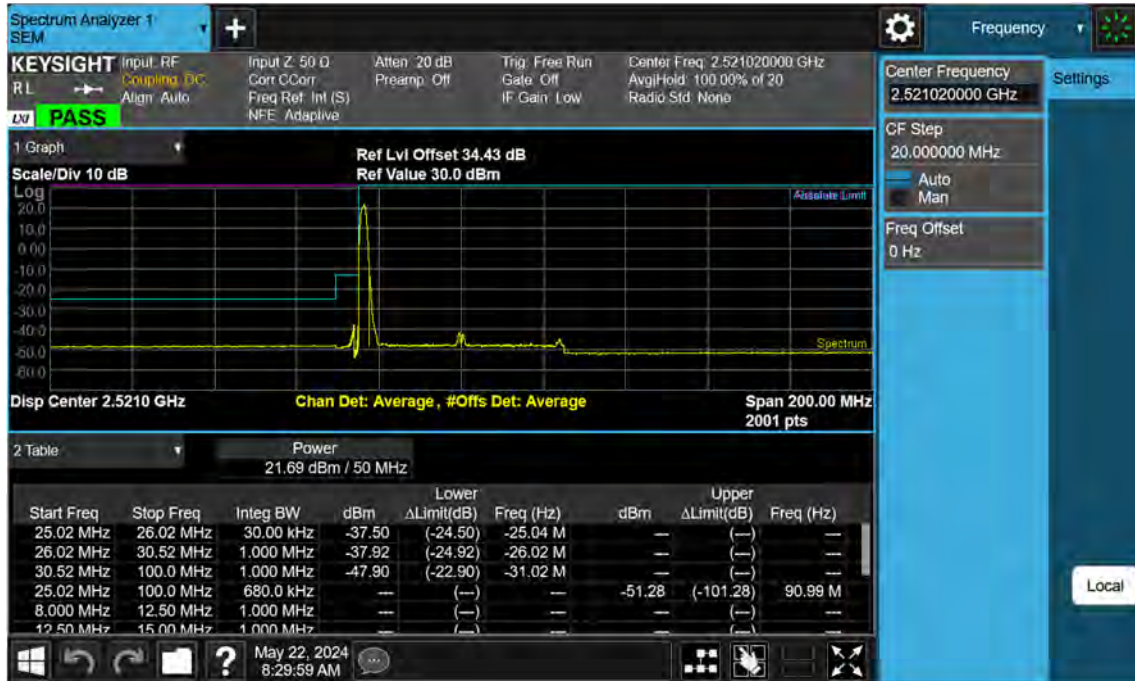 Spectrum Analyzer 1
SEM
+
Frequency
KEYSIGHT
RL
LXI
PASS
Input: RF
Coupling: DC
Align: Auto
Input Z: 50 Ω
Corr CCorr
Freq Ref: Int (S)
NFE: Adaptive
Atten: 20 dB
Preamp: Off
Trig: Free Run
Gate: Off
IF Gain: Low
Center Freq: 2.521020000 GHz
Avg|Hold: 100.00% of 20
Radio Std: None
Center Frequency
2.521020000 GHz
Settings
CF Step
20.000000 MHz
Auto
Man
Freq Offset
0 Hz
1 Graph
Scale/Div 10 dB
Ref Lvl Offset 34.43 dB
Ref Value 30.0 dBm
Log
Absolute Limit
20.0
10.0
0.00
-10.0
-20.0
-30.0
-40.0
-50.0
-60.0
Spectrum
Disp Center 2.5210 GHz
Chan Det: Average, #Offs Det: Average
Span 200.00 MHz
2001 pts
2 Table
Power
21.69 dBm / 50 MHz
Lower Upper
Start Freq Stop Freq Integ BW dBm ΔLimit(dB) Freq (Hz) dBm ΔLimit(dB) Freq (Hz)
25.02 MHz 26.02 MHz 30.00 kHz -37.50 (-24.50) -25.04 M --- (---) ---
26.02 MHz 30.52 MHz 1.000 MHz -37.92 (-24.92) -26.02 M --- (---) ---
30.52 MHz 100.0 MHz 1.000 MHz -47.90 (-22.90) -31.02 M --- (---) ---
25.02 MHz 100.0 MHz 680.0 kHz --- (---) --- -51.28 (-101.28) 90.99 M
8.000 MHz 12.50 MHz 1.000 MHz --- (---) --- --- (---) ---
12.50 MHz 15.00 MHz 1.000 MHz --- (---) --- --- (---) ---
Local
?
May 22, 2024
8:29:59 AM